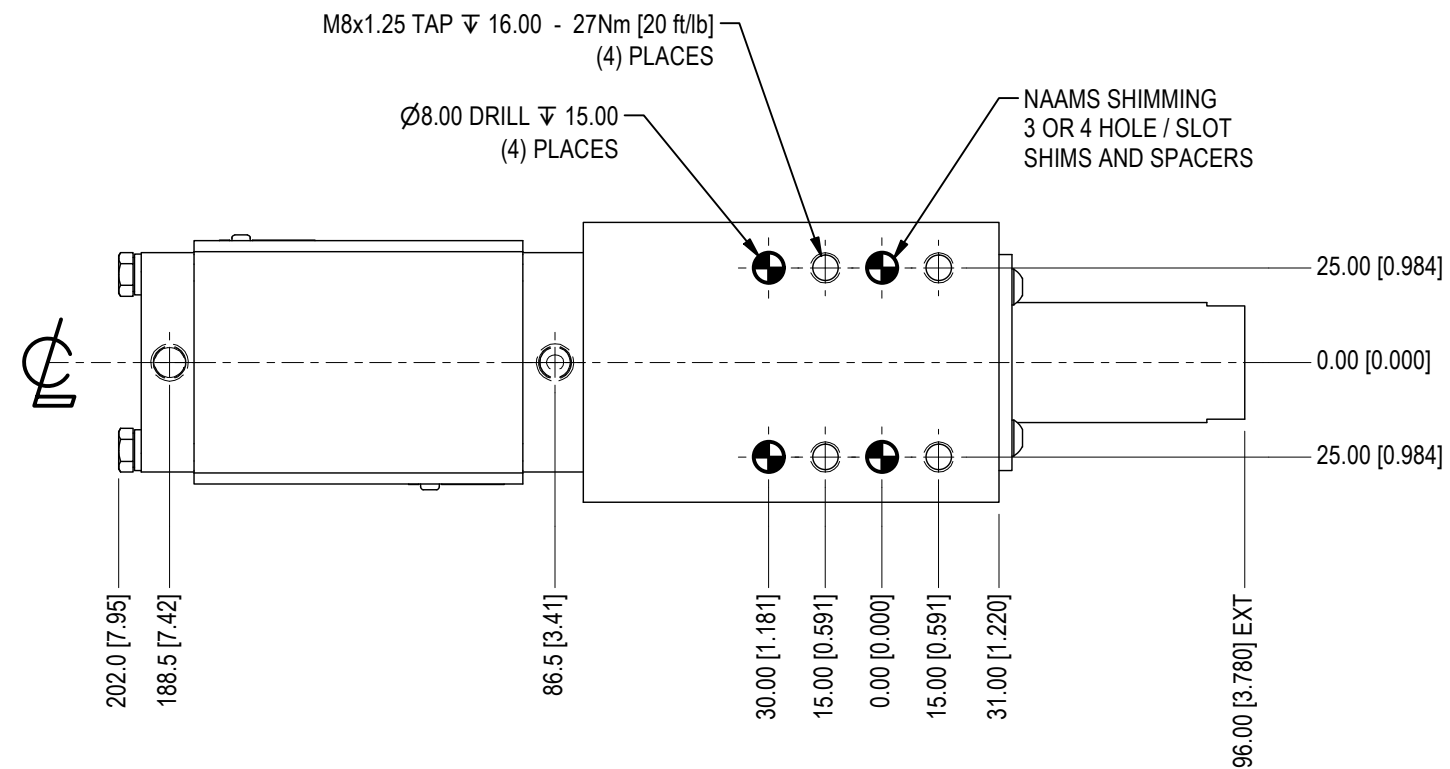 M8x1.25 TAP ↧ 16.00 - 27Nm [20 ft/lb]
(4) PLACES
Ø8.00 DRILL ↧ 15.00
(4) PLACES
NAAMS SHIMMING
3 OR 4 HOLE / SLOT
SHIMS AND SPACERS
25.00 [0.984]
0.00 [0.000]
25.00 [0.984]
202.0 [7.95]
188.5 [7.42]
86.5 [3.41]
30.00 [1.181]
15.00 [0.591]
0.00 [0.000]
15.00 [0.591]
31.00 [1.220]
96.00 [3.780] EXT